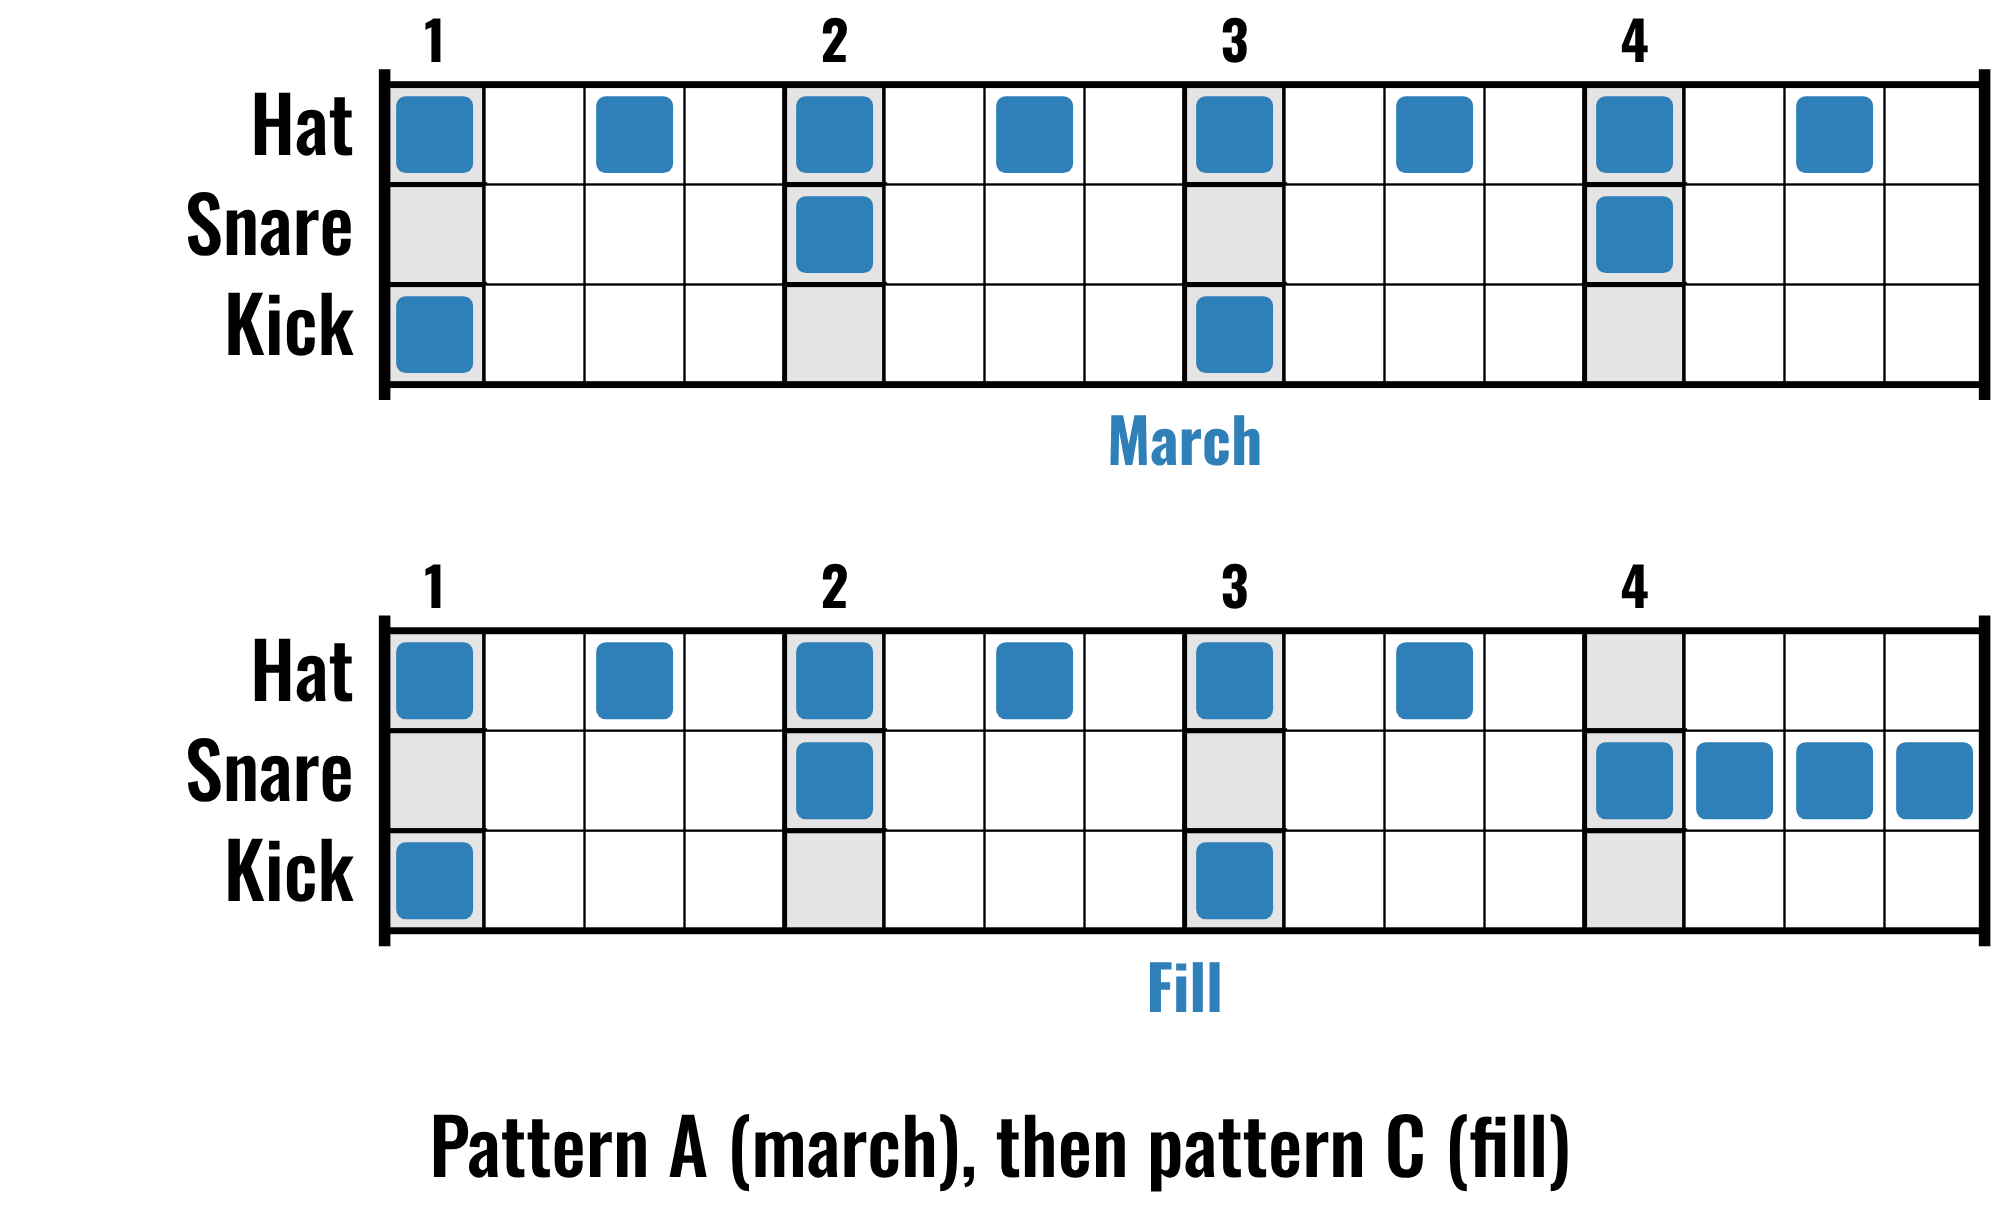 1 2 3 4
Hat
Snare
Kick
March
1 2 3 4
Hat
Snare
Kick
Fill
Pattern A (march), then pattern C (fill)